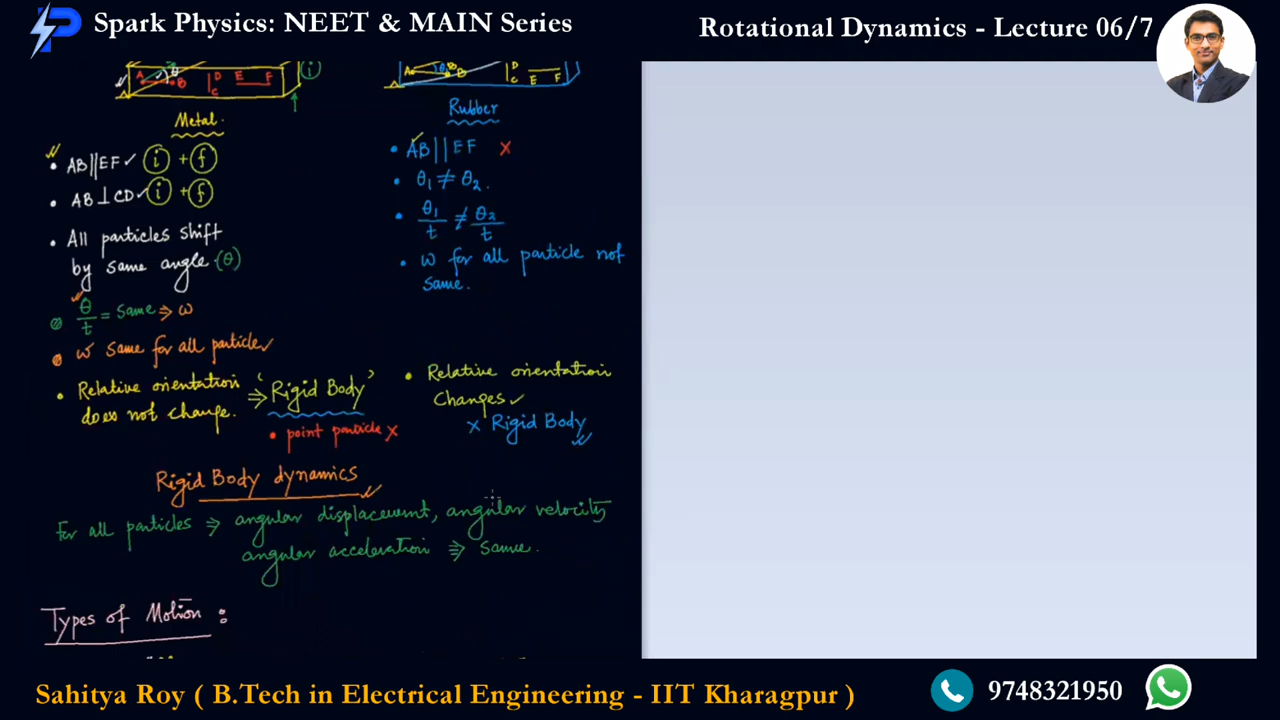 Spark Physics: NEET & MAIN Series
Rotational Dynamics - Lecture 06/7
A θ B D C E F
i
A θ B D C E F
Metal
• AB||EF ✓ i + f
• AB⊥CD ✓ i + f
• All particles shift
by same angle (θ)
θ/t = same ⇒ ω
ω same for all particle ✓
• Relative orientation
does not change. ⇒ 'Rigid Body'
• point particle ×
Rubber
• AB||EF ×
• θ₁ ≠ θ₂.
• θ₁/t ≠ θ₂/t
• ω for all particle not
same.
• Relative orientation
Changes ✓
× Rigid Body
Rigid Body dynamics
For all particles ⇒ angular displacement, angular velocity
angular acceleration ⇒ same.
Types of Motion :
Sahitya Roy ( B.Tech in Electrical Engineering - IIT Kharagpur )
9748321950